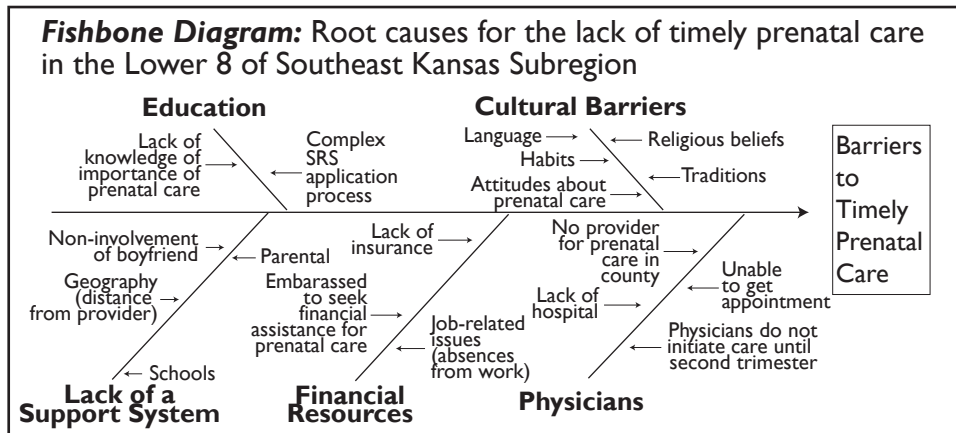 Fishbone Diagram: Root causes for the lack of timely prenatal care
in the Lower 8 of Southeast Kansas Subregion
Education
Lack of
knowledge of
importance of
prenatal care
Complex
SRS
application
process
Cultural Barriers
Language
Habits
Attitudes about
prenatal care
Religious beliefs
Traditions
Barriers
to
Timely
Prenatal
Care
Non-involvement
of boyfriend
Parental
Geography
(distance
from provider)
Schools
Lack of a
Support System
Lack of
insurance
Embarassed to
seek
financial
assistance for
prenatal care
Job-related
issues
(absences
from work)
Financial
Resources
No provider
for prenatal
care in
county
Unable
to get
appointment
Lack of
hospital
Physicians do not
initiate care until
second trimester
Physicians